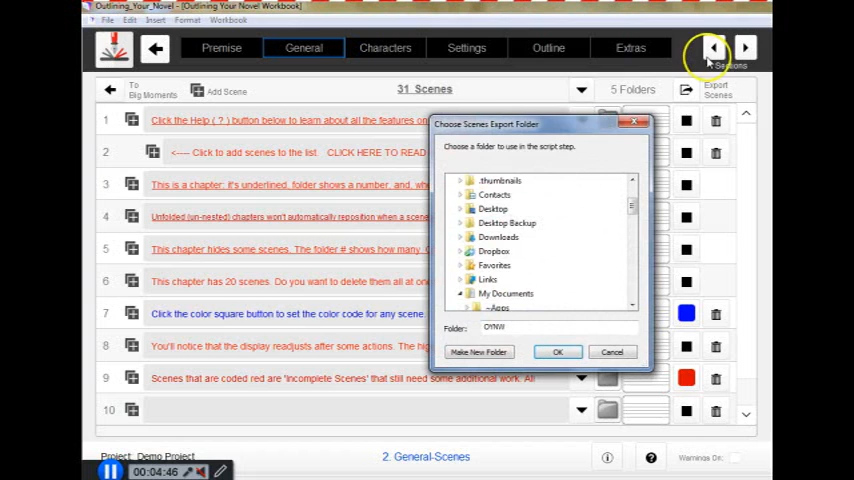 Outlining_Your_Novel - [Outlining Your Novel Workbook]
File Edit Insert Format Workbook
Premise General Characters Settings Outline Extras
Sections
To Big Moments
Add Scene
31 Scenes
5 Folders
Export Scenes
1 Click the Help ( ? ) button below to learn about all the features on
2 <---- Click to add scenes to the list. CLICK HERE TO READ
3 This is a chapter: it's underlined, folder shows a number, and,
4 Unfolded (un-nested) chapters won't automatically reposition when a
5 This chapter hides some scenes. The folder # shows how many.
6 This chapter has 20 scenes. Do you want to delete them all at
7 Click the color square button to set the color code for any scene.
8 You'll notice that the display readjusts after some actions. The
9 Scenes that are coded red are 'Incomplete Scenes' that still need some additional work.
10
Choose Scenes Export Folder
Choose a folder to use in the script step.
.thumbnails
Contacts
Desktop
Desktop Backup
Downloads
Dropbox
Favorites
Links
My Documents
~Apps
Folder: OYNW
Make New Folder OK Cancel
Project: Demo Project
2. General-Scenes
Warnings On:
00:04:46